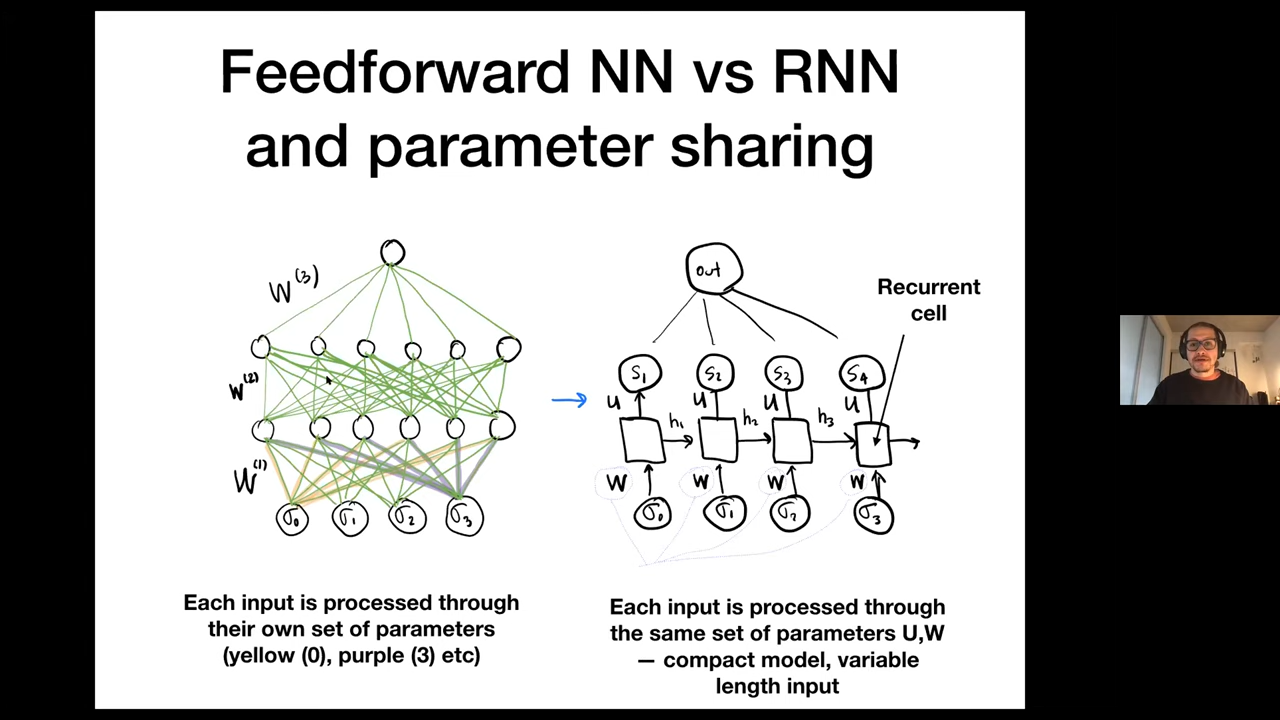 Feedforward NN vs RNN
and parameter sharing
W(3)
W(2)
W(1)
σ0 σ1 σ2 σ3
Each input is processed through
their own set of parameters
(yellow (0), purple (3) etc)
out
Recurrent
cell
S1 S2 S3 S4
U U U U
h1 h2 h3
W W W W
σ0 σ1 σ2 σ3
Each input is processed through
the same set of parameters U,W
— compact model, variable
length input